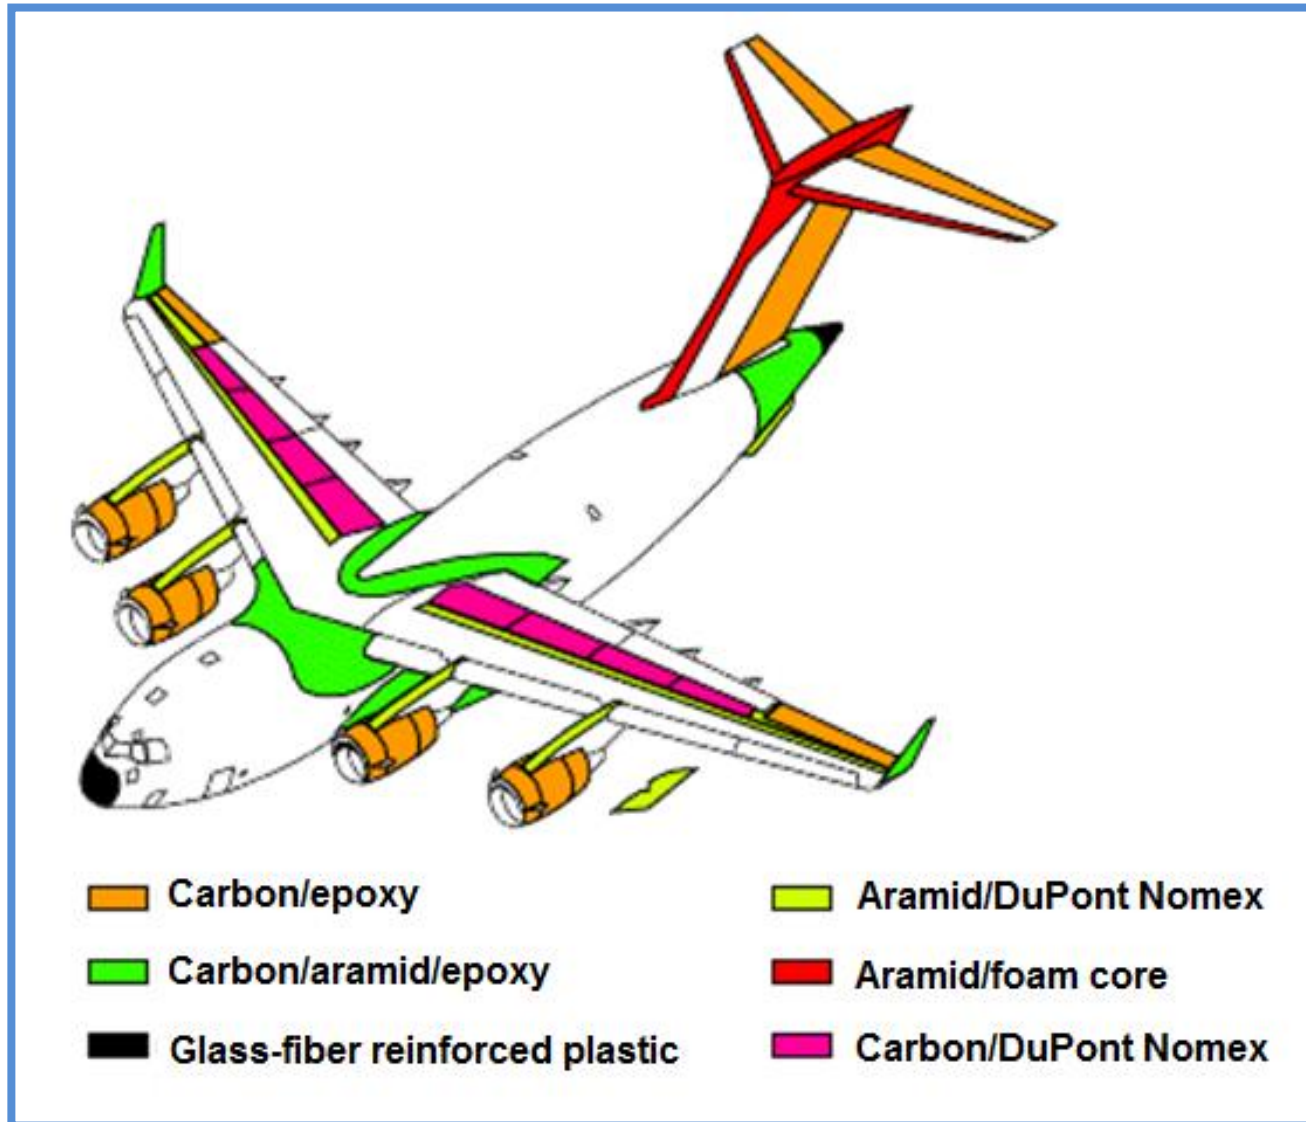 Carbon/epoxy
Aramid/DuPont Nomex
Carbon/aramid/epoxy
Aramid/foam core
Glass-fiber reinforced plastic
Carbon/DuPont Nomex